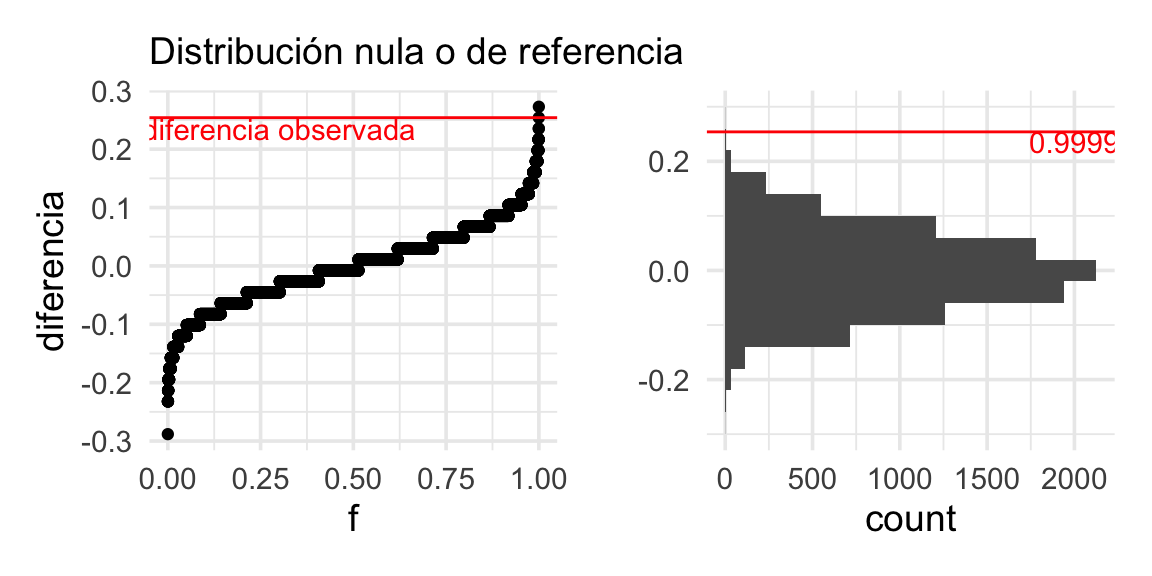 Distribución nula o de referencia
diferencia
0.3
0.2
0.1
0.0
-0.1
-0.2
-0.3
diferencia observada
0.00 0.25 0.50 0.75 1.00
f
0.2
0.0
-0.2
0.9999
0 500 1000 1500 2000
count